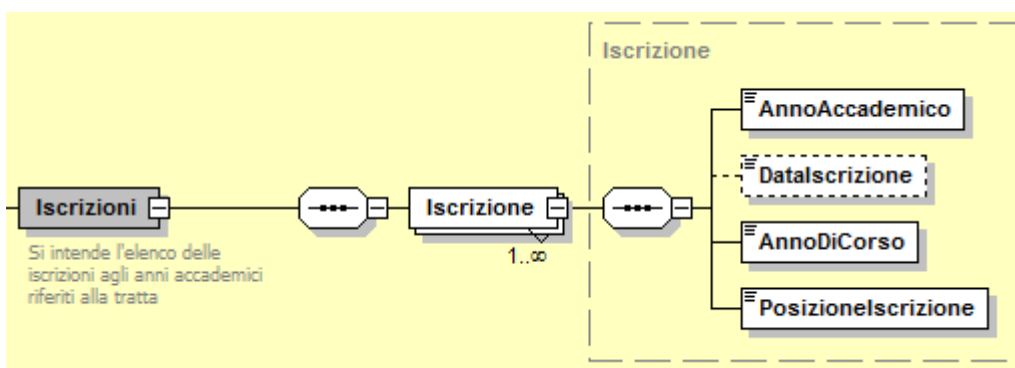 Iscrizione
AnnoAccademico
DataIscrizione
Iscrizioni
Iscrizione
AnnoDiCorso
Si intende l'elenco delle
iscrizioni agli anni accademici
riferiti alla tratta
1..∞
PosizioneIscrizione